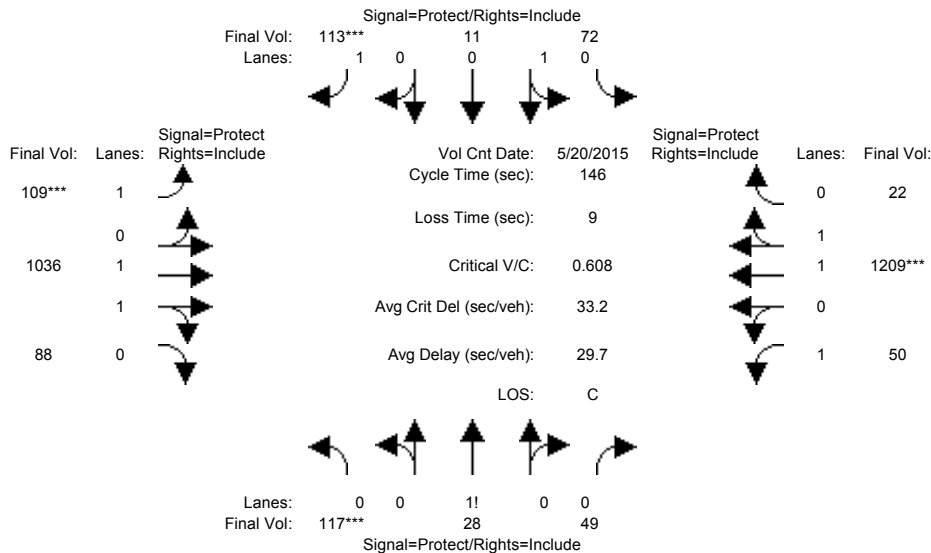 Signal=Protect/Rights=Include
Final Vol: 113*** 11 72
Lanes: 1 0 0 1 0
Signal=Protect
Final Vol: Lanes: Rights=Include
Vol Cnt Date: 5/20/2015
Signal=Protect
Rights=Include Lanes: Final Vol:
Cycle Time (sec): 146
109*** 1
0 22
Loss Time (sec): 9
0
1
1036 1
Critical V/C: 0.608
1 1209***
1
Avg Crit Del (sec/veh): 33.2
0
88 0
Avg Delay (sec/veh): 29.7
1 50
LOS: C
Lanes: 0 0 1! 0 0
Final Vol: 117*** 28 49
Signal=Protect/Rights=Include